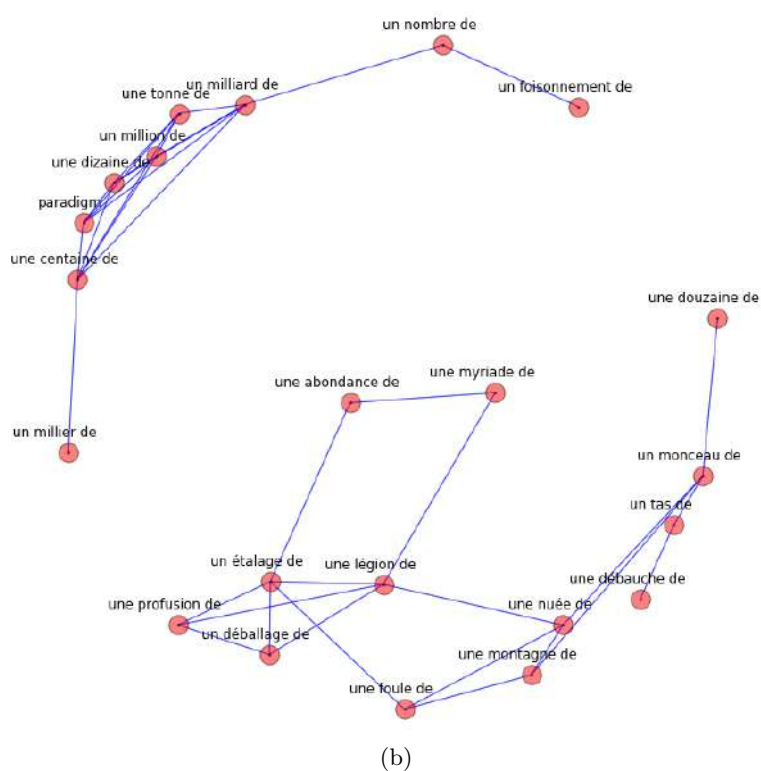 un nombre de
un milliard de
un foisonnement de
une tonne de
un million de
une dizaine de
paradigm
une centaine de
une douzaine de
une myriade de
une abondance de
un millier de
un monceau de
un tas de
un étalage de
une légion de
une débauche de
une profusion de
une nuée de
un déballage de
une montagne de
une foule de
(b)